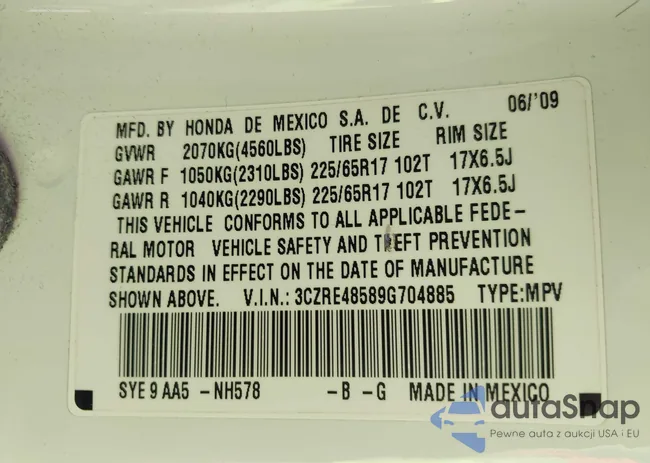 MFD. BY HONDA DE MEXICO S.A. DE C.V. 06/'09
GVWR 2070KG(4560LBS) TIRE SIZE RIM SIZE
GAWR F 1050KG(2310LBS) 225/65R17 102T 17X6.5J
GAWR R 1040KG(2290LBS) 225/65R17 102T 17X6.5J
THIS VEHICLE CONFORMS TO ALL APPLICABLE FEDE-
RAL MOTOR VEHICLE SAFETY AND THEFT PREVENTION
STANDARDS IN EFFECT ON THE DATE OF MANUFACTURE
SHOWN ABOVE. V.I.N.: 3CZRE48589G704885 TYPE:MPV
SYE 9 AA5 -NH578 -B -G MADE IN MEXICO
autaSnap
Pewne auta z aukcji USA i EU